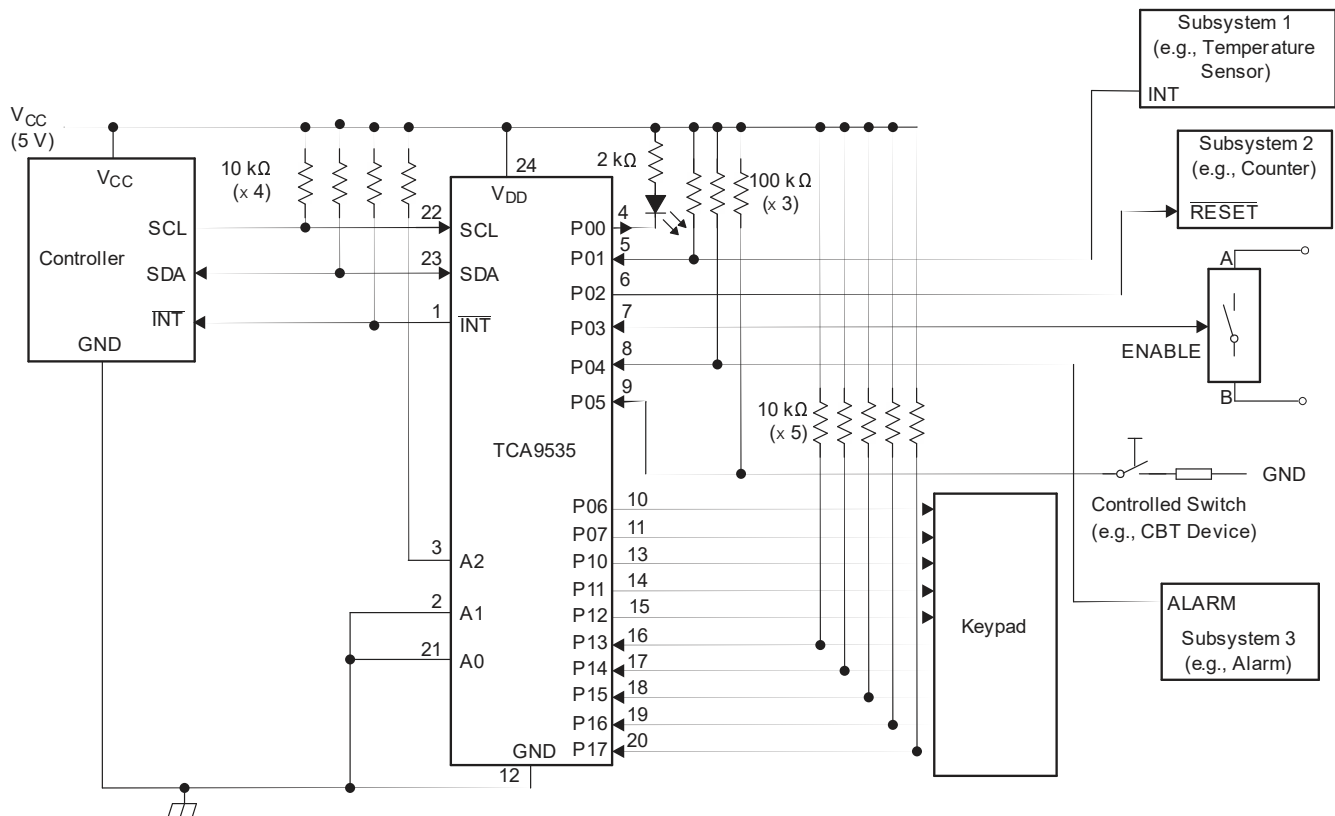 Subsystem 1
(e.g., Temperature
Sensor)
INT
VCC
(5 V)
VCC
SCL
Controller
SDA
INT
GND
10 kΩ
(x 4)
22
23
1
3
2
21
24
VDD
SCL
SDA
INT
A2
A1
A0
TCA9535
GND
12
P00
P01
P02
P03
P04
P05
P06
P07
P10
P11
P12
P13
P14
P15
P16
P17
4
5
6
7
8
9
10
11
13
14
15
16
17
18
19
20
2 kΩ
100 kΩ
(x 3)
10 kΩ
(x 5)
Subsystem 2
(e.g., Counter)
RESET
A
ENABLE
B
GND
Controlled Switch
(e.g., CBT Device)
Keypad
ALARM
Subsystem 3
(e.g., Alarm)